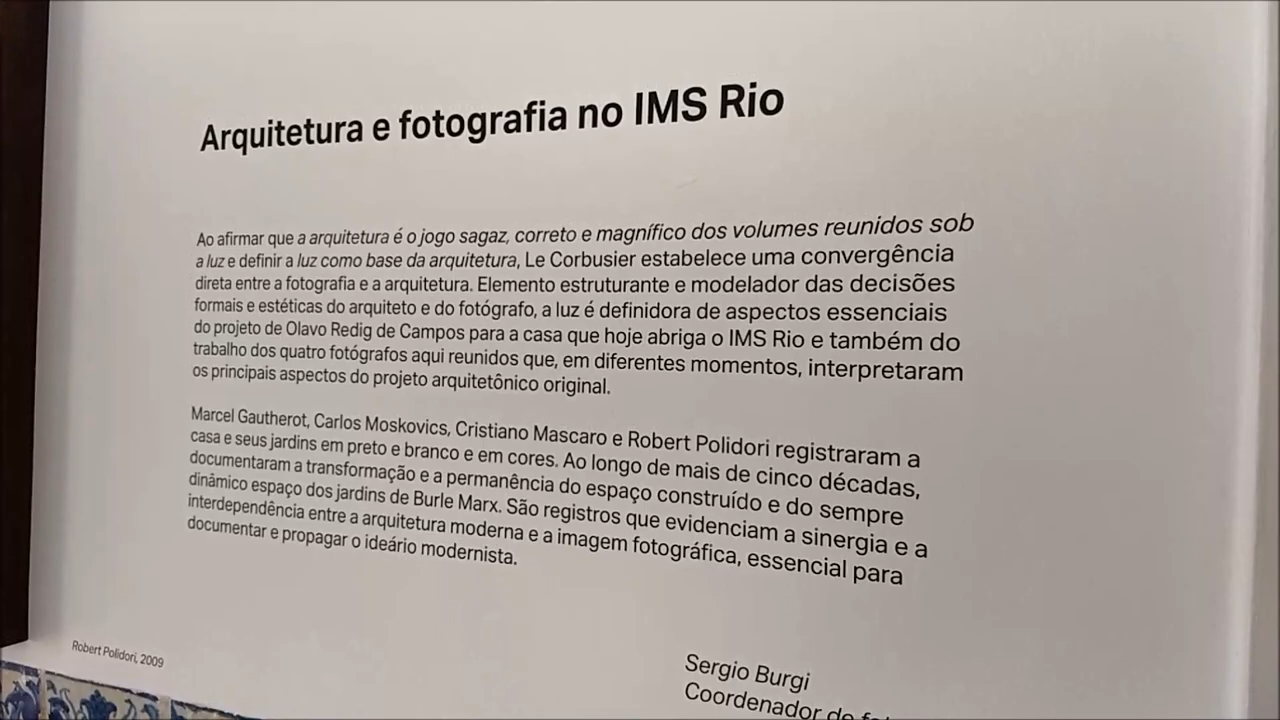 Arquitetura e fotografia no IMS Rio
Ao afirmar que a arquitetura é o jogo sagaz, correto e magnífico dos volumes reunidos sob
a luz e definir a luz como base da arquitetura, Le Corbusier estabelece uma convergência
direta entre a fotografia e a arquitetura. Elemento estruturante e modelador das decisões
formais e estéticas do arquiteto e do fotógrafo, a luz é definidora de aspectos essenciais
do projeto de Olavo Redig de Campos para a casa que hoje abriga o IMS Rio e também do
trabalho dos quatro fotógrafos aqui reunidos que, em diferentes momentos, interpretaram
os principais aspectos do projeto arquitetônico original.
Marcel Gautherot, Carlos Moskovics, Cristiano Mascaro e Robert Polidori registraram a
casa e seus jardins em preto e branco e em cores. Ao longo de mais de cinco décadas,
documentaram a transformação e a permanência do espaço construído e do sempre
dinâmico espaço dos jardins de Burle Marx. São registros que evidenciam a sinergia e a
interdependência entre a arquitetura moderna e a imagem fotográfica, essencial para
documentar e propagar o ideário modernista.
Robert Polidori, 2009
Sergio Burgi
Coordenador de